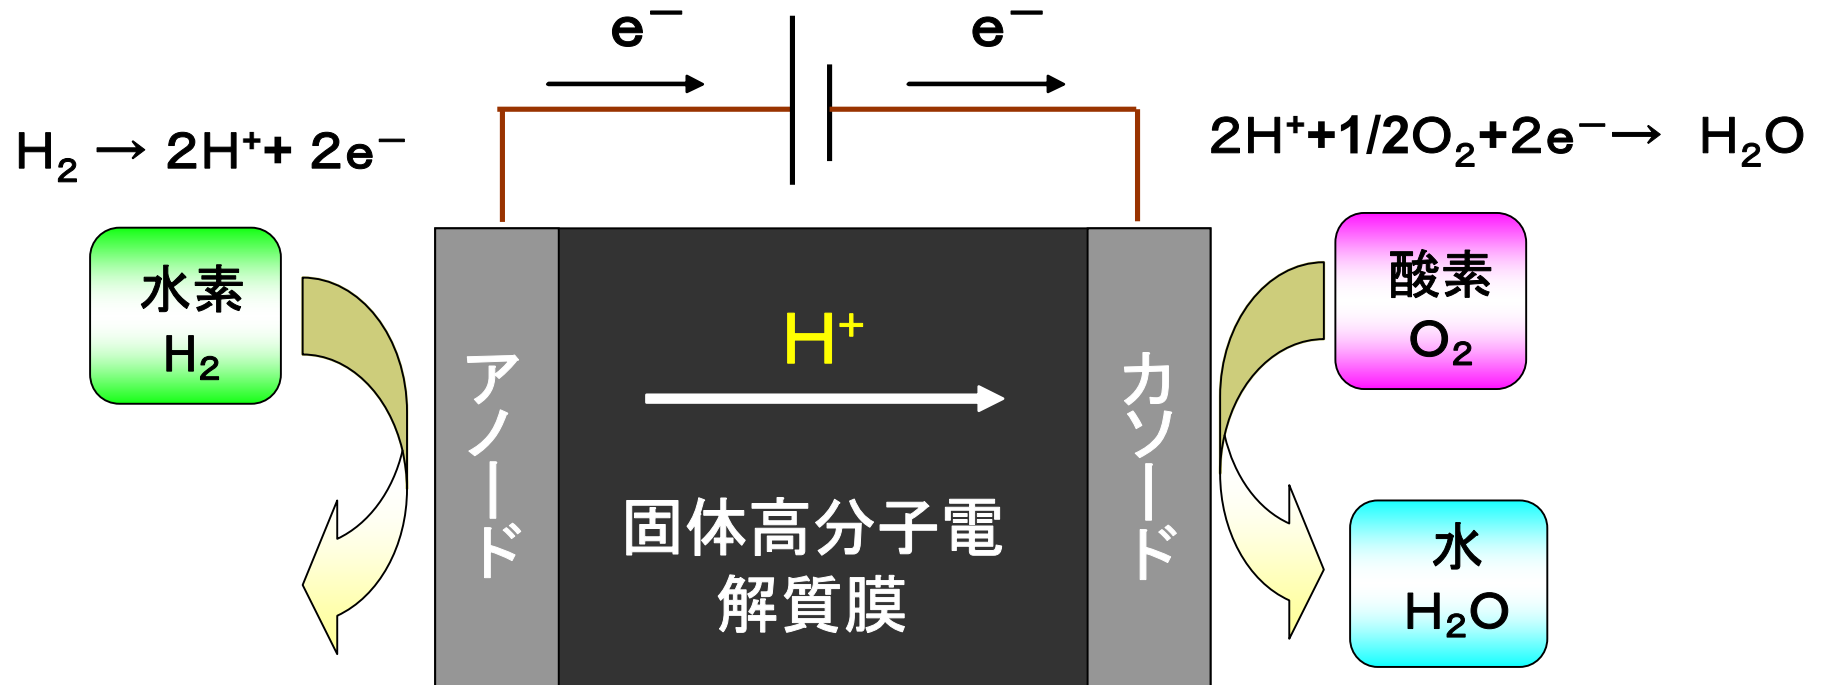 e⁻
e⁻
H₂ → 2H⁺+ 2e⁻
2H⁺+1/2O₂+2e⁻→ H₂O
水素
H₂
酸素
O₂
H⁺
アノード
カソード
固体高分子電
解質膜
水
H₂O